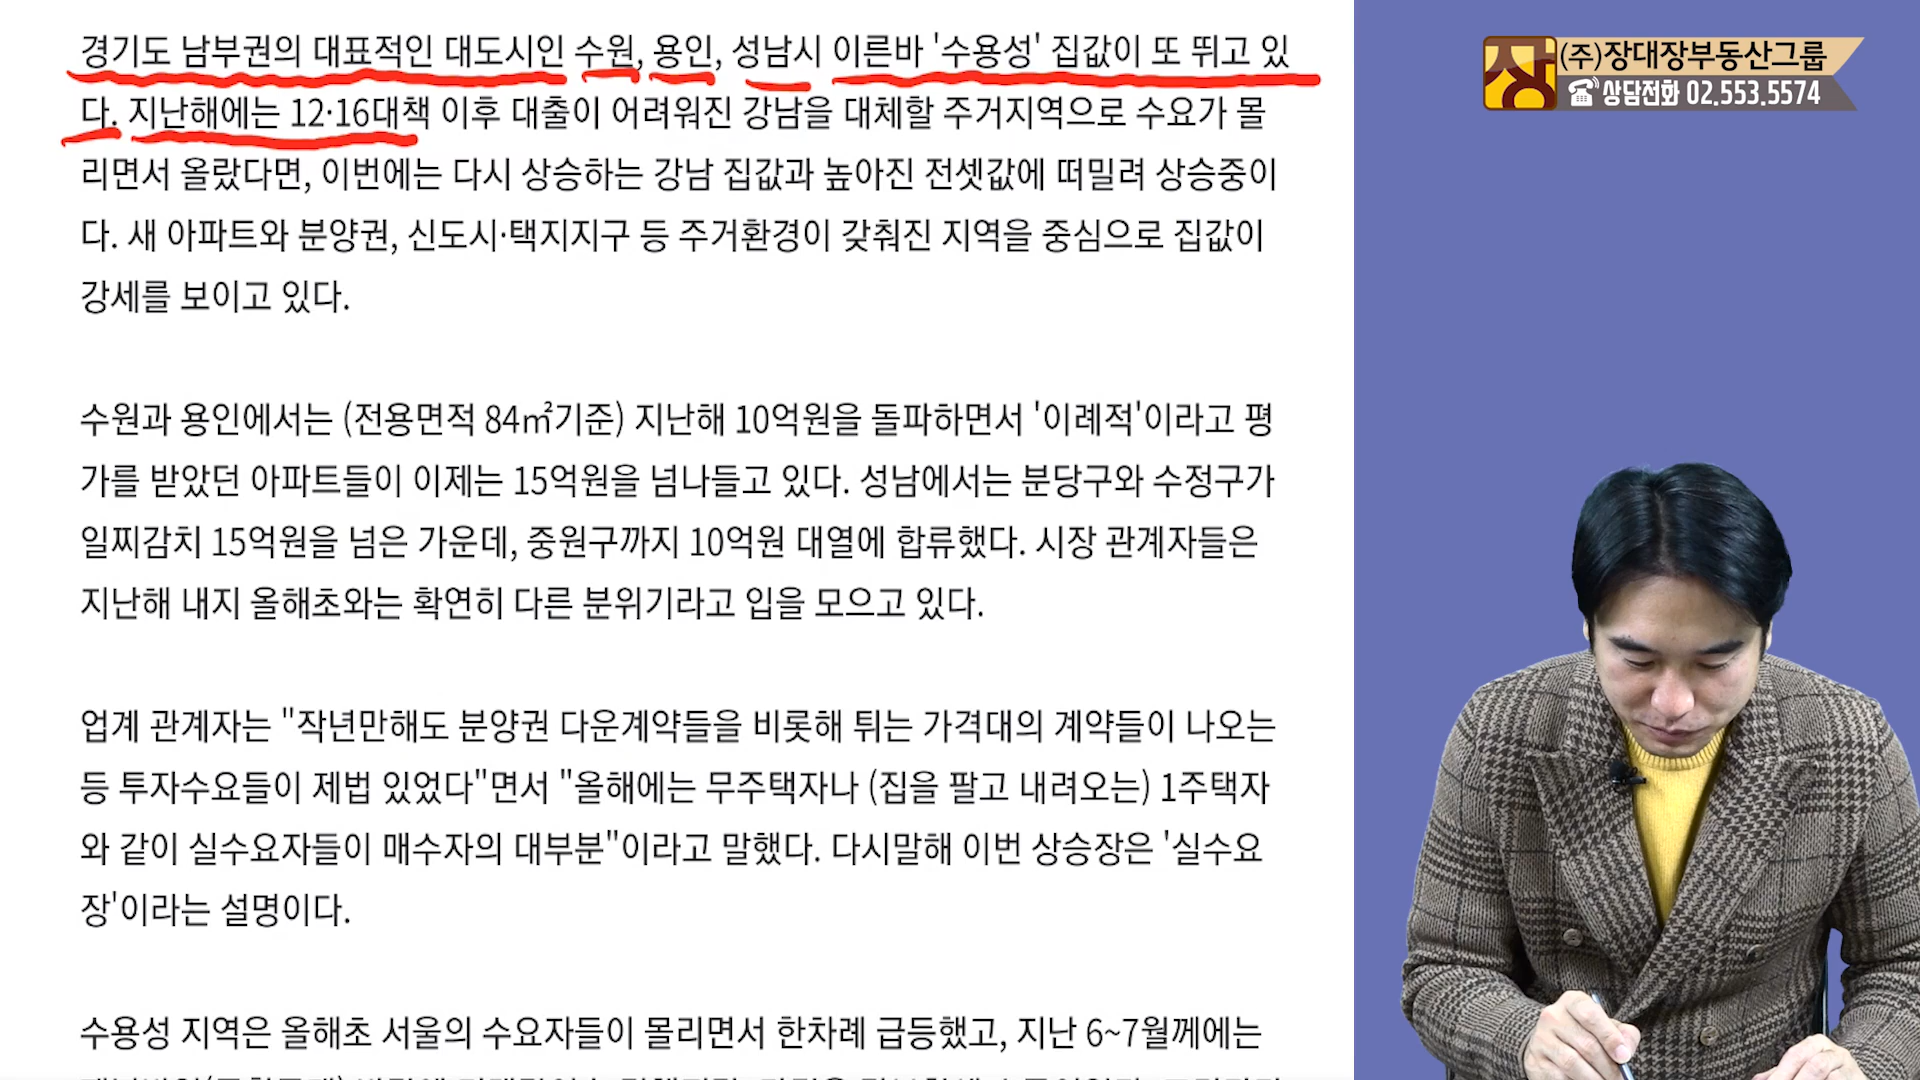 경기도 남부권의 대표적인 대도시인 수원, 용인, 성남시 이른바 '수용성' 집값이 또 뛰고 있
다. 지난해에는 12·16대책 이후 대출이 어려워진 강남을 대체할 주거지역으로 수요가 몰
리면서 올랐다면, 이번에는 다시 상승하는 강남 집값과 높아진 전셋값에 떠밀려 상승중이
다. 새 아파트와 분양권, 신도시·택지지구 등 주거환경이 갖춰진 지역을 중심으로 집값이
강세를 보이고 있다.
수원과 용인에서는 (전용면적 84㎡기준) 지난해 10억원을 돌파하면서 '이례적'이라고 평
가를 받았던 아파트들이 이제는 15억원을 넘나들고 있다. 성남에서는 분당구와 수정구가
일찌감치 15억원을 넘은 가운데, 중원구까지 10억원 대열에 합류했다. 시장 관계자들은
지난해 내지 올해초와는 확연히 다른 분위기라고 입을 모으고 있다.
업계 관계자는 "작년만해도 분양권 다운계약들을 비롯해 튀는 가격대의 계약들이 나오는
등 투자수요들이 제법 있었다"면서 "올해에는 무주택자나 (집을 팔고 내려오는) 1주택자
와 같이 실수요자들이 매수자의 대부분"이라고 말했다. 다시말해 이번 상승장은 '실수요
장'이라는 설명이다.
수용성 지역은 올해초 서울의 수요자들이 몰리면서 한차례 급등했고, 지난 6~7월께에는
장
(주)장대장부동산그룹
상담전화 02.553.5574